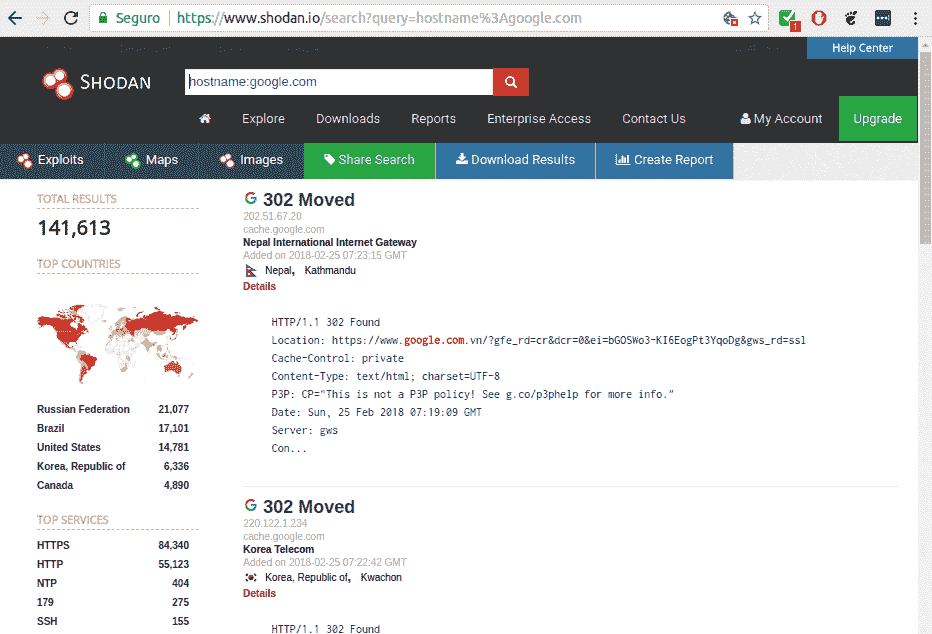 Seguro https://www.shodan.io/search?query=hostname%3Agoogle.com
Help Center
SHODAN hostname:google.com
Explore Downloads Reports Enterprise Access Contact Us My Account Upgrade
Exploits Maps Images Share Search Download Results Create Report
TOTAL RESULTS
141,613
TOP COUNTRIES
Russian Federation 21,077
Brazil 17,101
United States 14,781
Korea, Republic of 6,336
Canada 4,890
TOP SERVICES
HTTPS 84,340
HTTP 55,123
NTP 404
179 275
SSH 155
302 Moved
202.51.67.20
cache.google.com
Nepal International Internet Gateway
Added on 2018-02-25 07:23:15 GMT
Nepal, Kathmandu
Details
HTTP/1.1 302 Found
Location: https://www.google.com.vn/?gfe_rd=cr&dcr=0&ei=bGOSWo3-KI6EogPt3YqoDg&gws_rd=ssl
Cache-Control: private
Content-Type: text/html; charset=UTF-8
P3P: CP="This is not a P3P policy! See g.co/p3phelp for more info."
Date: Sun, 25 Feb 2018 07:19:09 GMT
Server: gws
Con...
302 Moved
220.122.1.234
cache.google.com
Korea Telecom
Added on 2018-02-25 07:22:42 GMT
Korea, Republic of, Kwachon
Details
HTTP/1.1 302 Found